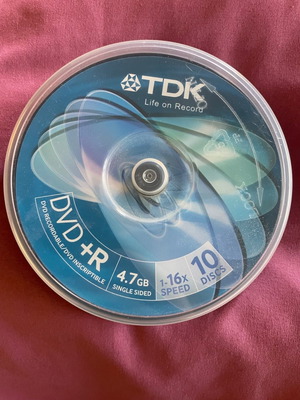 TDK
Life on Record
DVD+R
DVD RECORDABLE/DVD INSCRIPTIBLE
4.7GB
SINGLE SIDED
1-16x
SPEED
10
DISCS